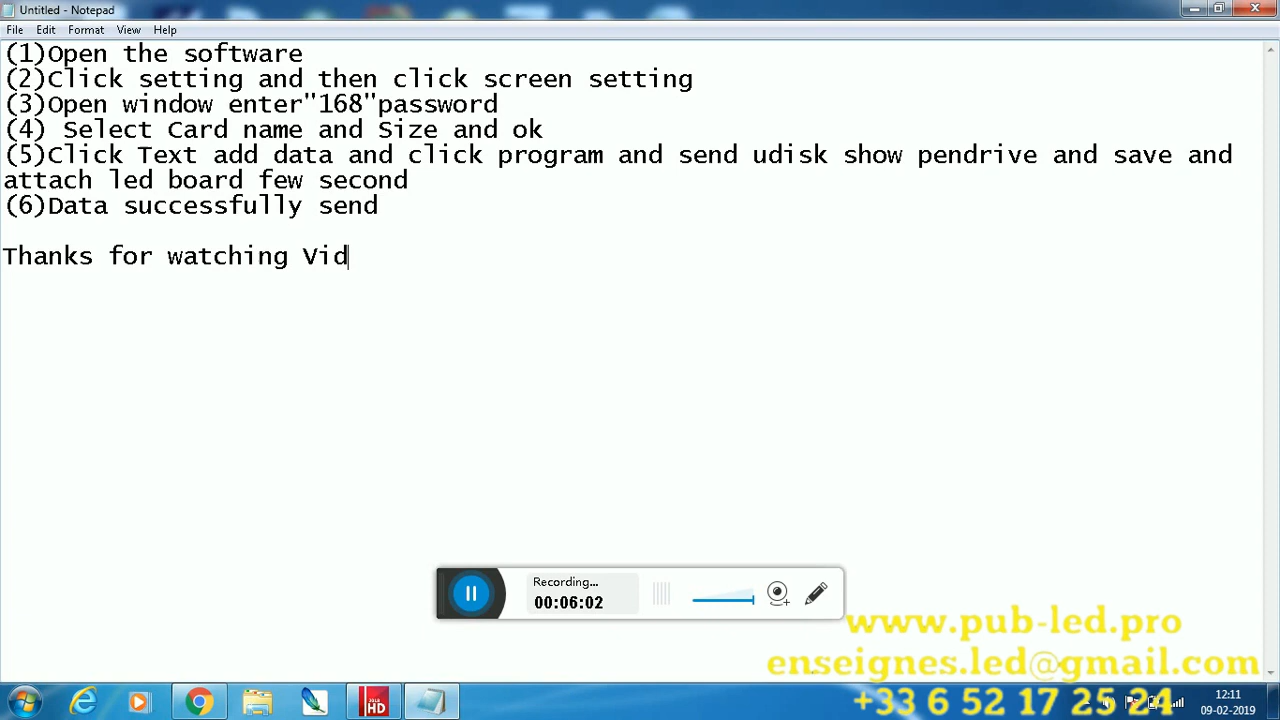 Untitled - Notepad
File Edit Format View Help
(1)Open the software
(2)Click setting and then click screen setting
(3)Open window enter"168"password
(4) Select Card name and Size and ok
(5)Click Text add data and click program and send udisk show pendrive and save and
attach led board few second
(6)Data successfully send
Thanks for watching Vid
Recording...
00:06:02
www.pub-led.pro
enseignes.led@gmail.com
+33 6 52 17 25 24
HD
12:11
09-02-2019